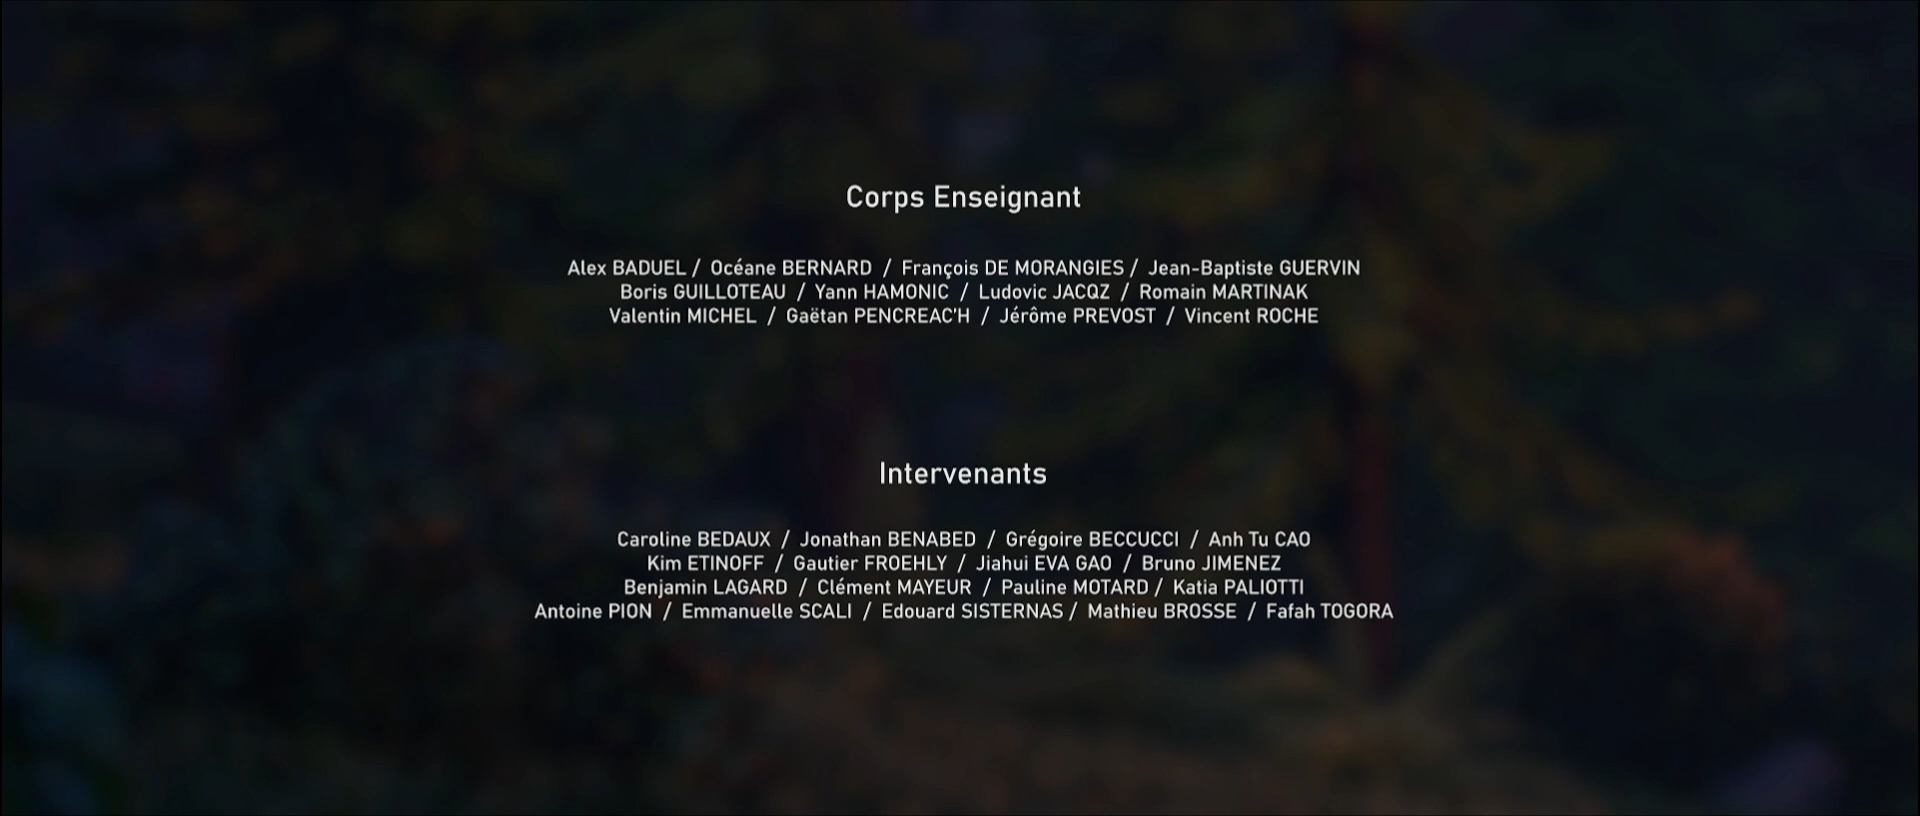 Corps Enseignant
Alex BADUEL / Océane BERNARD / François DE MORANGIES / Jean-Baptiste GUERVIN
Boris GUILLOTEAU / Yann HAMONIC / Ludovic JACQZ / Romain MARTINAK
Valentin MICHEL / Gaëtan PENCREAC'H / Jérôme PREVOST / Vincent ROCHE
Intervenants
Caroline BEDAUX / Jonathan BENABED / Grégoire BECCUCCI / Anh Tu CAO
Kim ETINOFF / Gautier FROEHLY / Jiahui EVA GAO / Bruno JIMENEZ
Benjamin LAGARD / Clément MAYEUR / Pauline MOTARD / Katia PALIOTTI
Antoine PION / Emmanuelle SCALI / Edouard SISTERNAS / Mathieu BROSSE / Fafah TOGORA